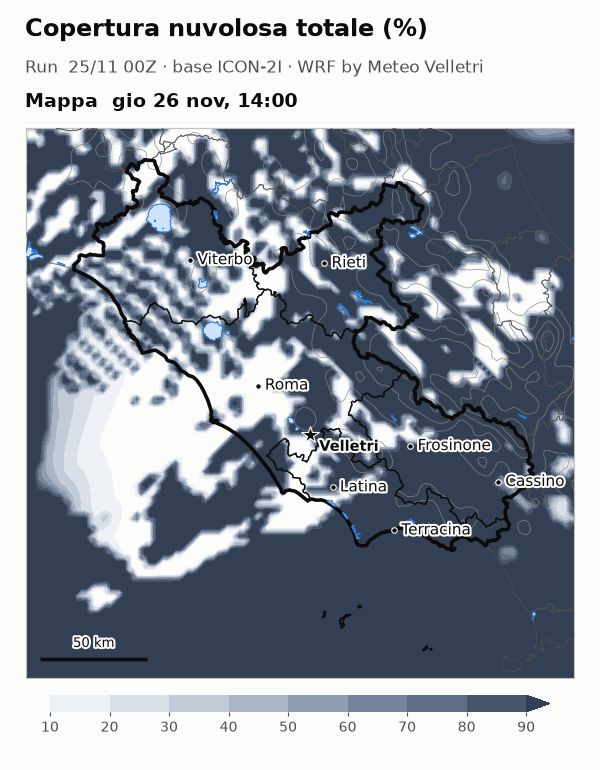 Copertura nuvolosa totale (%)
Run  25/11 00Z · base ICON-2I · WRF by Meteo Velletri
Mappa  gio 26 nov, 14:00
Viterbo
Rieti
Roma
Velletri
Frosinone
Latina
Cassino
Terracina
50 km
10 20 30 40 50 60 70 80 90